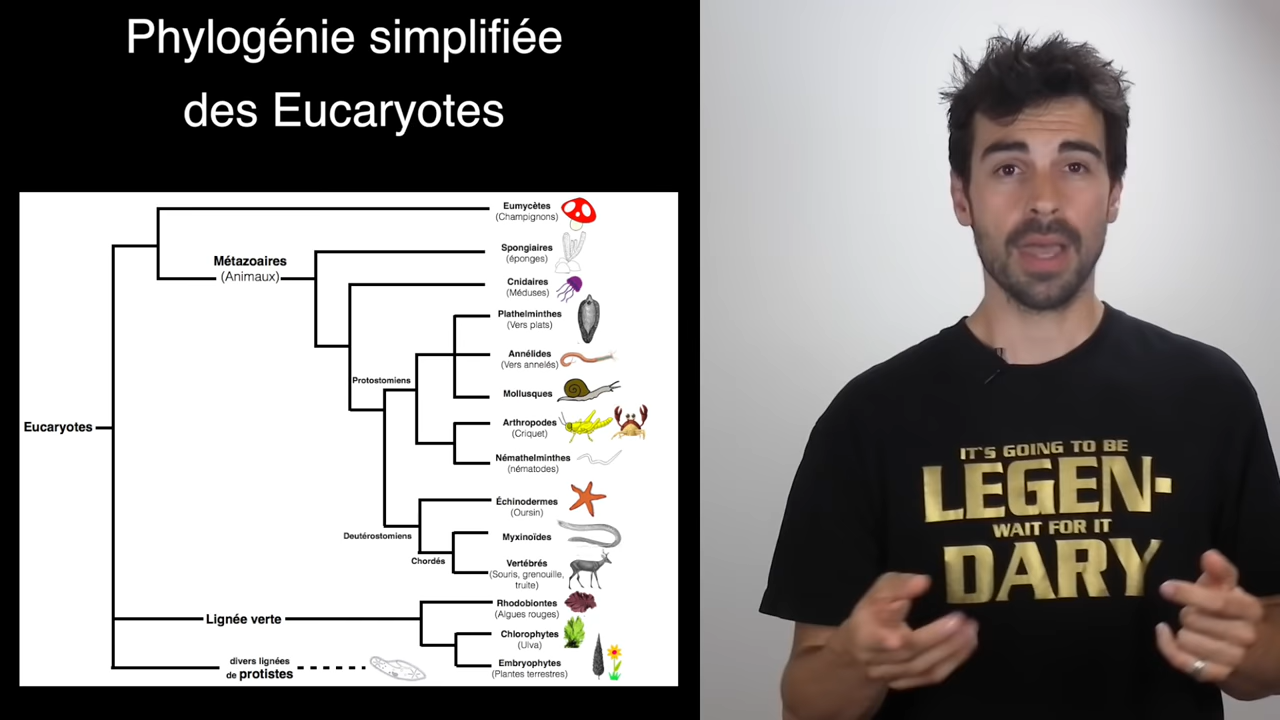 Phylogénie simplifiée
des Eucaryotes
Eumycètes
(Champignons)
Métazoaires
(Animaux)
Spongiaires
(éponges)
Cnidaires
(Méduses)
Plathelminthes
(Vers plats)
Annélides
(Vers annelés)
Protostomiens
Mollusques
Arthropodes
(Criquet)
Eucaryotes
Némathelminthes
(nématodes)
Échinodermes
(Oursin)
Deutérostomiens
Myxinoïdes
Chordés
Vertébrés
(Souris, grenouille,
truite)
Rhodobiontes
(Algues rouges)
Lignée verte
Chlorophytes
(Ulva)
divers lignées
de protistes
Embryophytes
(Plantes terrestres)
IT'S GOING TO BE
LEGEN-
WAIT FOR IT
DARY